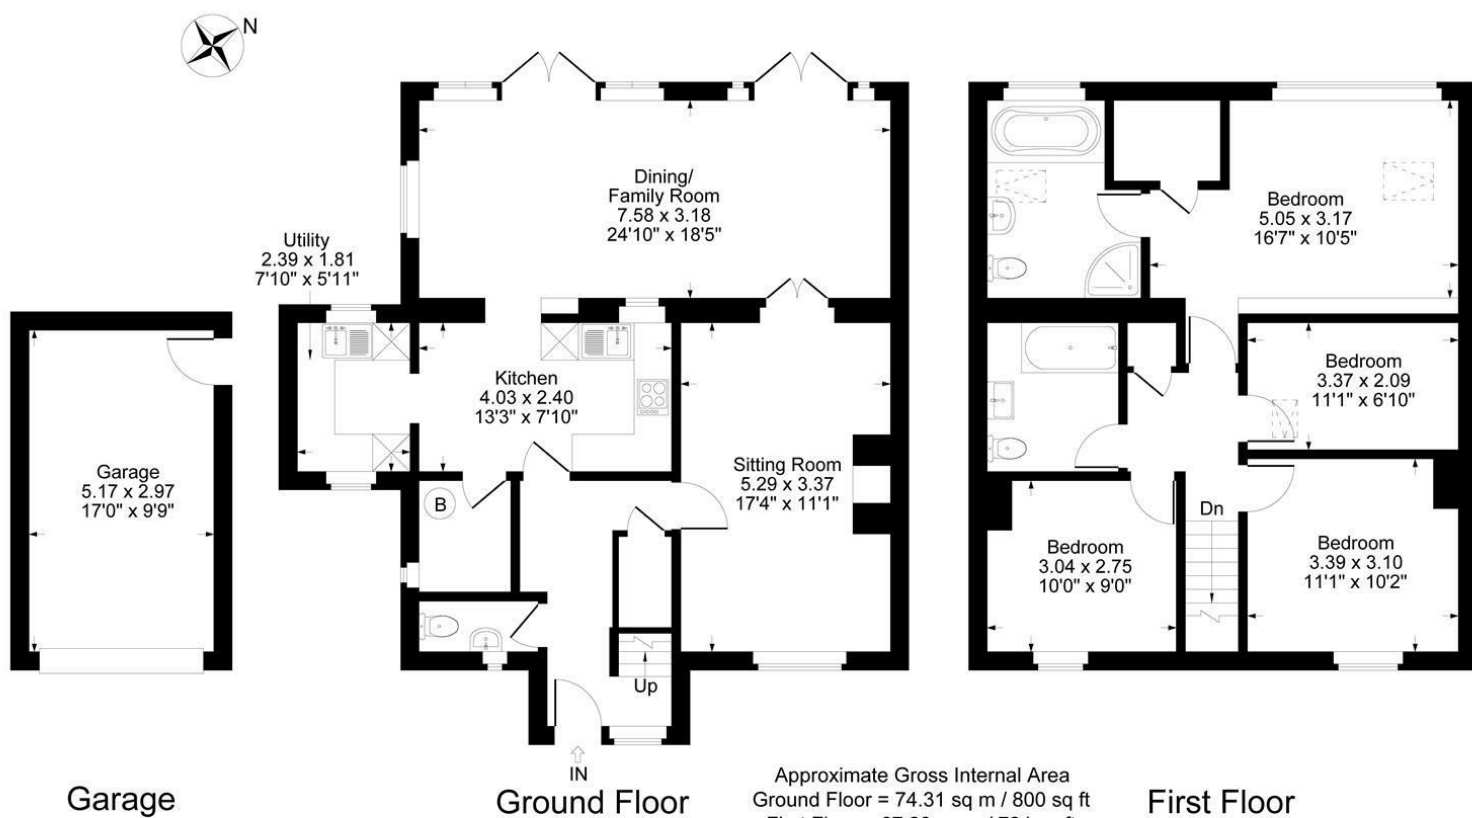 N
Utility
2.39 x 1.81
7'10" x 5'11"
Dining/
Family Room
7.58 x 3.18
24'10" x 18'5"
Kitchen
4.03 x 2.40
13'3" x 7'10"
Sitting Room
5.29 x 3.37
17'4" x 11'1"
B
Up
IN
Garage
5.17 x 2.97
17'0" x 9'9"
Bedroom
5.05 x 3.17
16'7" x 10'5"
Bedroom
3.37 x 2.09
11'1" x 6'10"
Dn
Bedroom
3.04 x 2.75
10'0" x 9'0"
Bedroom
3.39 x 3.10
11'1" x 10'2"
Garage
Ground Floor
Approximate Gross Internal Area
Ground Floor = 74.31 sq m / 800 sq ft
First Floor